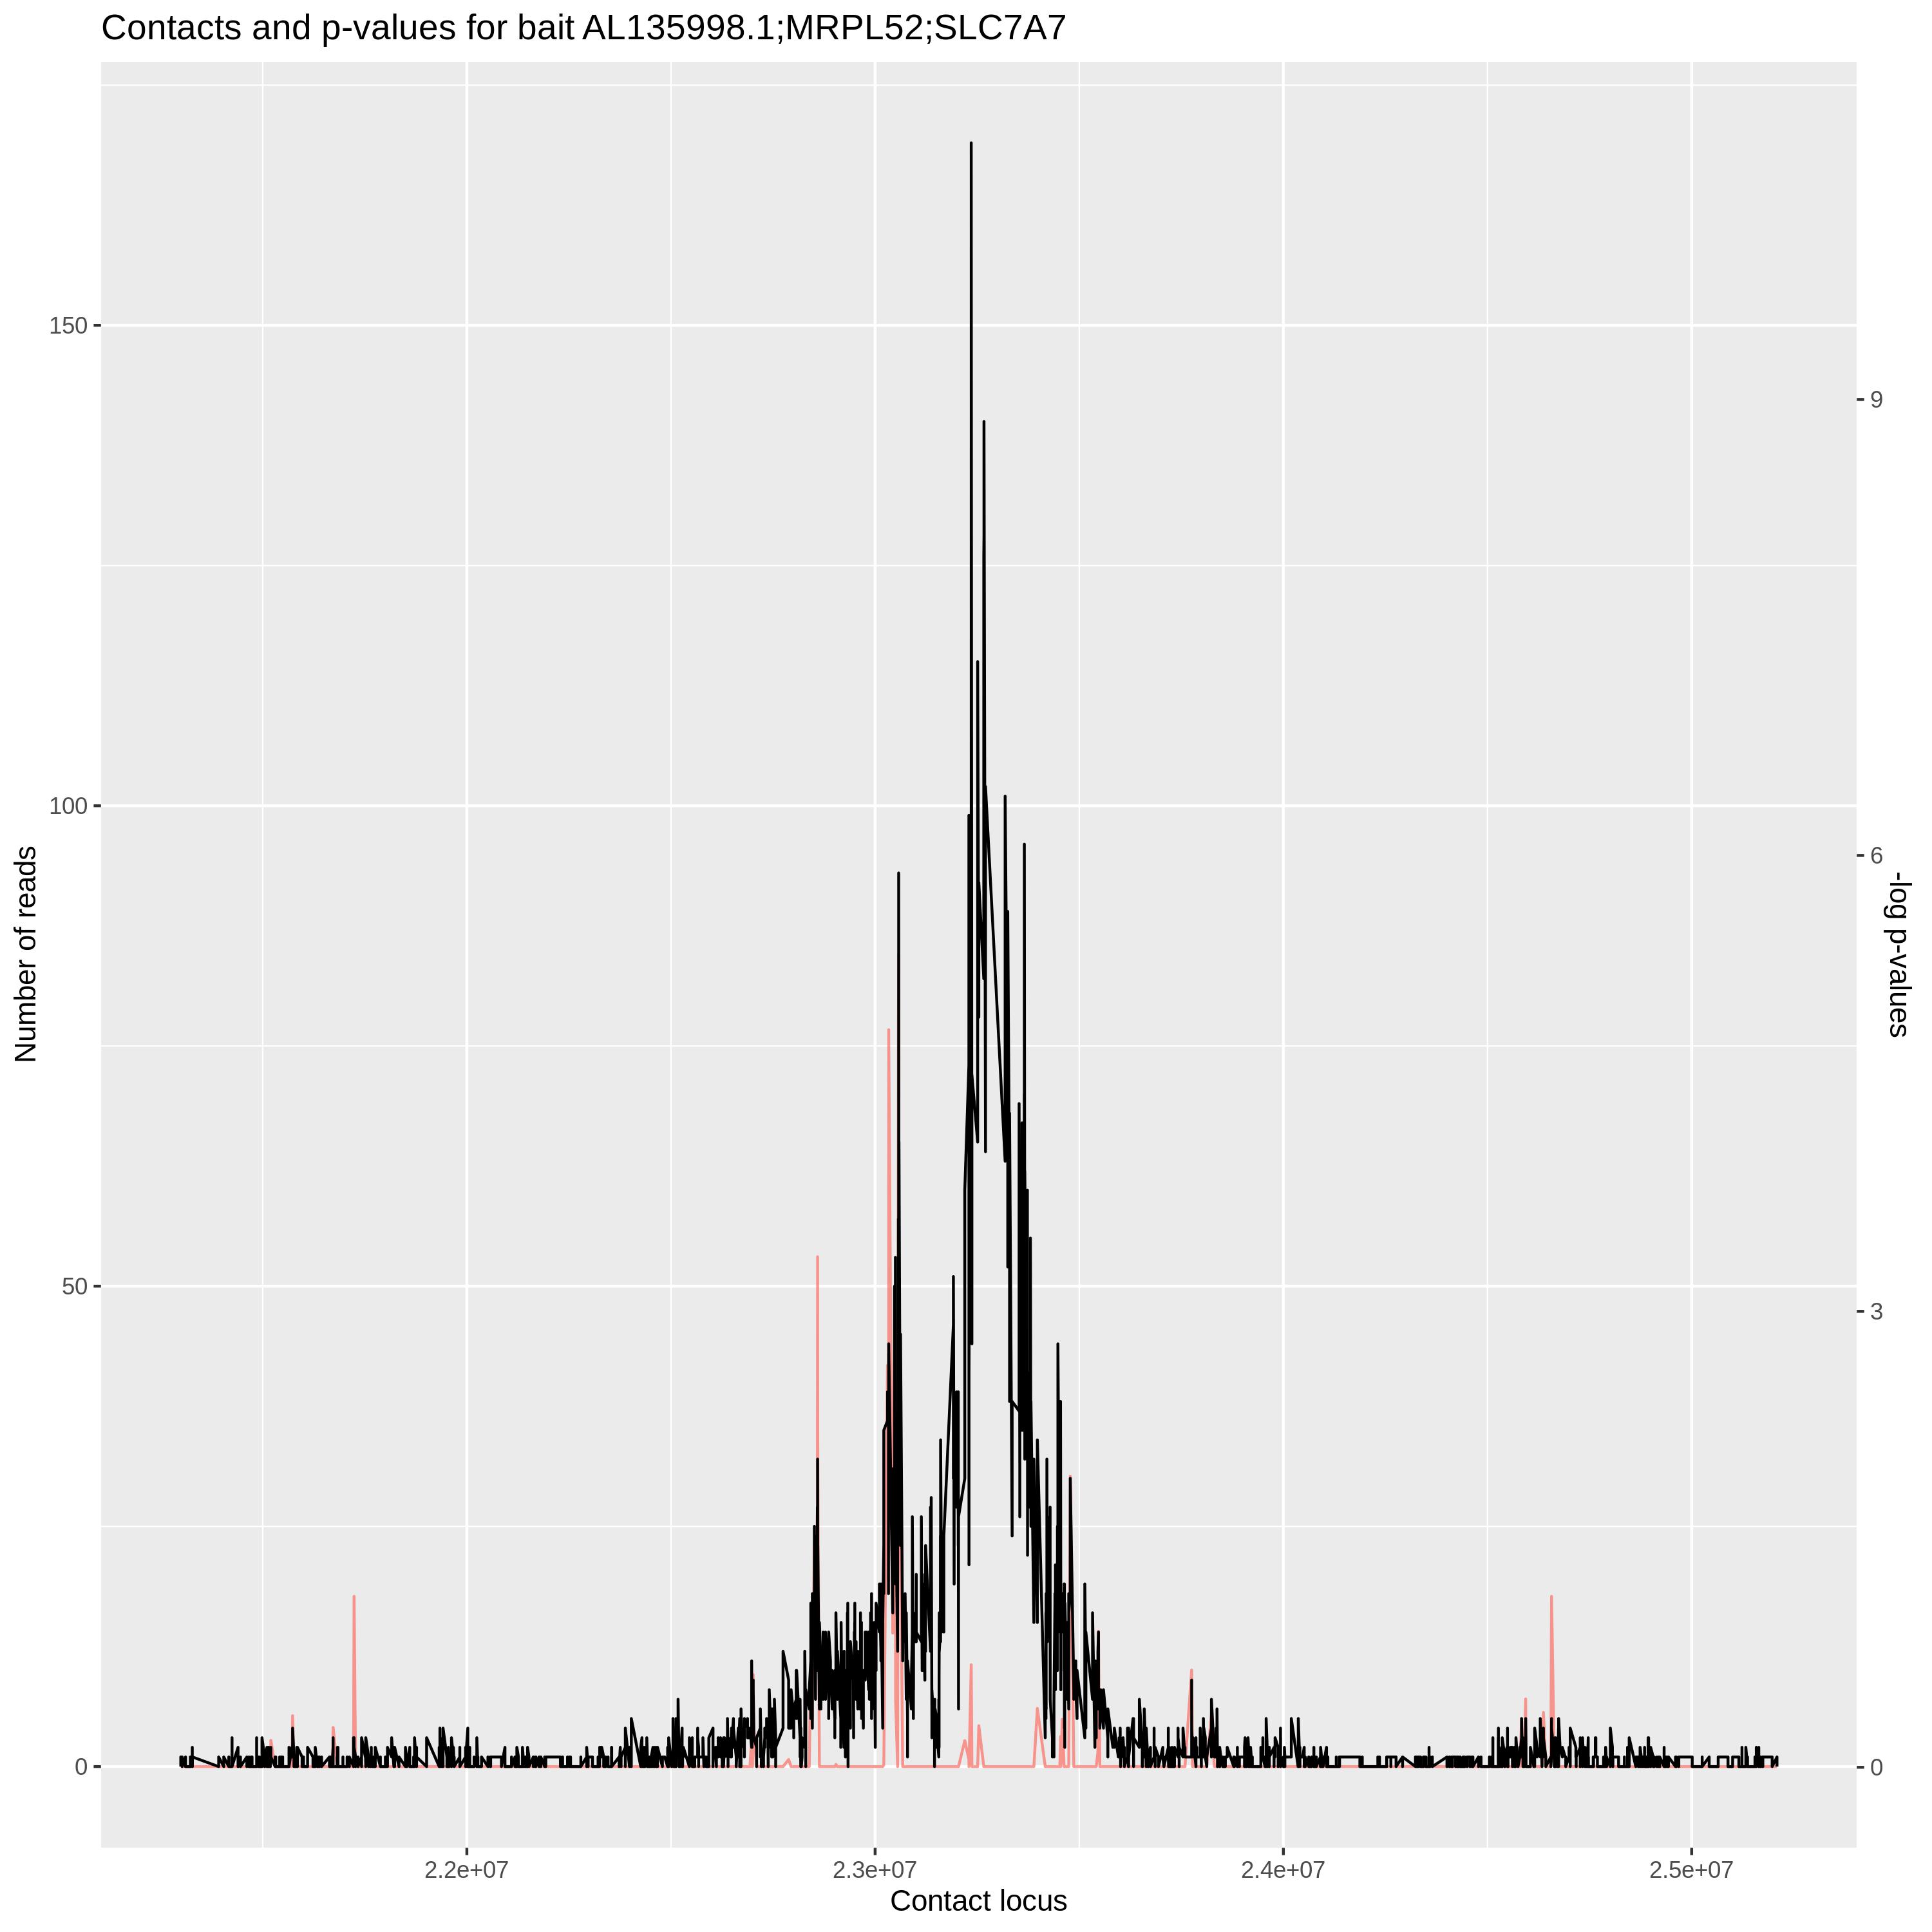 Contacts and p-values for bait AL135998.1;MRPL52;SLC7A7
Number of reads
150
100
50
0
9
6
3
0
-log p-values
2.2e+07
2.3e+07
2.4e+07
2.5e+07
Contact locus